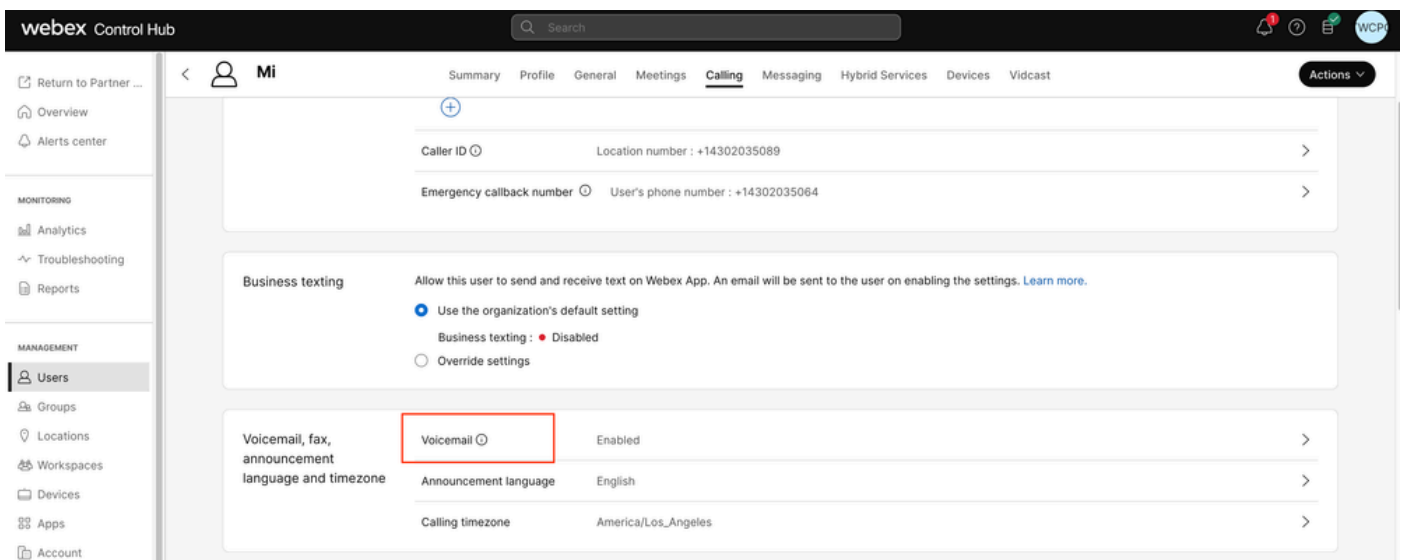 webex Control Hub
Search
WCP
Return to Partner ...
Overview
Alerts center
MONITORING
Analytics
Troubleshooting
Reports
MANAGEMENT
Users
Groups
Locations
Workspaces
Devices
Apps
Account
Mi
Summary Profile General Meetings Calling Messaging Hybrid Services Devices Vidcast
Actions
Caller ID Location number : +14302035089
Emergency callback number User's phone number : +14302035064
Business texting
Allow this user to send and receive text on Webex App. An email will be sent to the user on enabling the settings. Learn more.
Use the organization's default setting
Business texting : Disabled
Override settings
Voicemail, fax,
announcement
language and timezone
Voicemail Enabled
Announcement language English
Calling timezone America/Los_Angeles